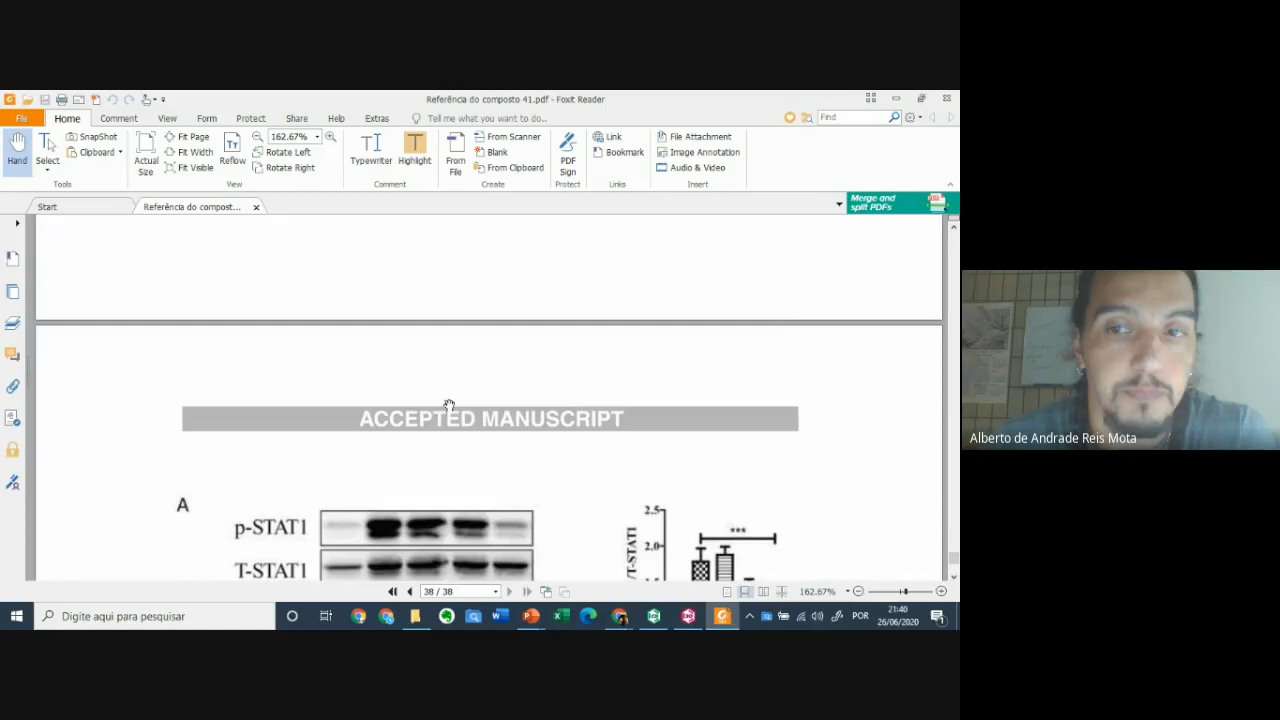 Referência do composto 41.pdf - Foxit Reader
File Home Comment View Form Protect Share Help Extras Tell me what you want to do.. Find
Hand
Select
SnapShot
Clipboard
Tools
Actual Size
Fit Page
Fit Width
Fit Visible
Reflow
162.67%
Rotate Left
Rotate Right
View
Typewriter
Highlight
Comment
From File
From Scanner
Blank
From Clipboard
Create
PDF Sign
Protect
Link
Bookmark
Links
File Attachment
Image Annotation
Audio & Video
Insert
Start
Referência do compost...
Merge and split PDFs
ACCEPTED MANUSCRIPT
A
p-STAT1
T-STAT1
/T-STAT1
2.5
2.0
***
38 / 38
162.67%
Digite aqui para pesquisar
POR
21:40
26/06/2020
Alberto de Andrade Reis Mota